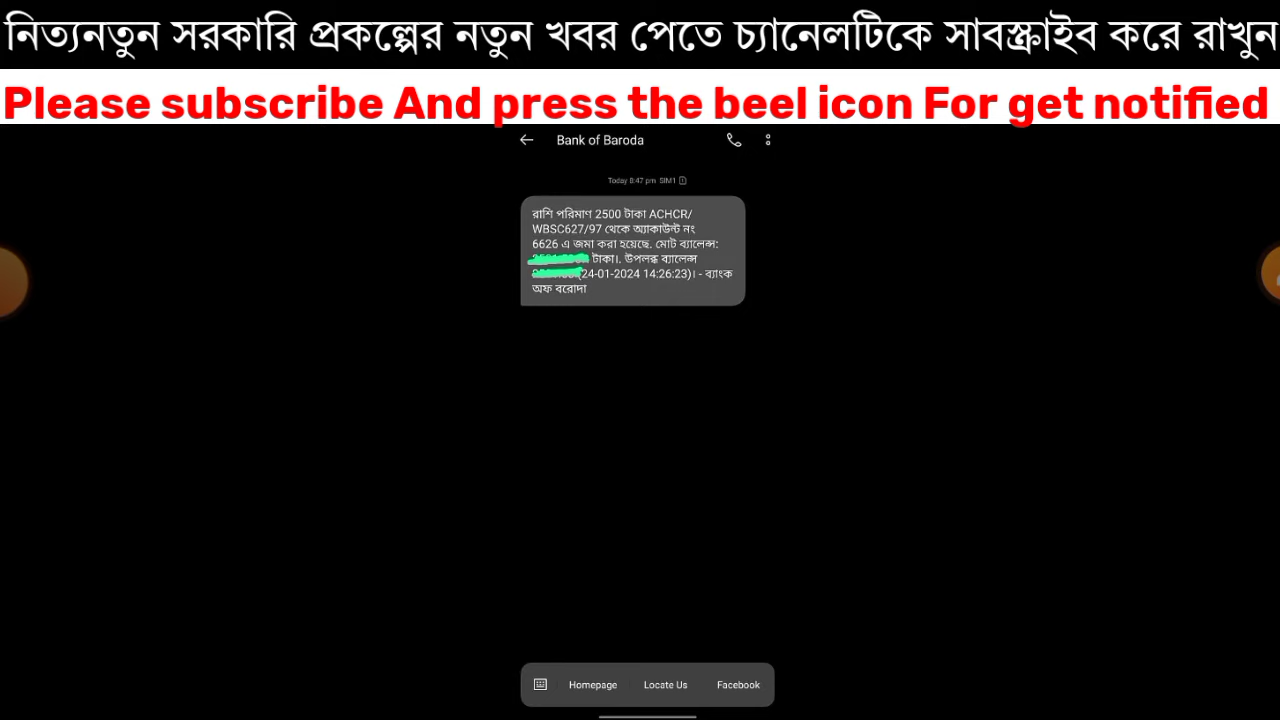 নিত্যনতুন সরকারি প্রকল্পের নতুন খবর পেতে চ্যানেলটিকে সাবস্ক্রাইব করে রাখুন
Please subscribe And press the beel icon For get notified
Bank of Baroda
Today 8:47 pm SIM1
রাশি পরিমাণ 2500 টাকা ACHCR/
WBSC627/97 থেকে অ্যাকাউন্ট নং
6626 এ জমা করা হয়েছে. মোট ব্যালেন্স:
টাকা।. উপলব্ধ ব্যালেন্স
(24-01-2024 14:26:23)। - ব্যাংক
অফ বরোদা
Homepage Locate Us Facebook